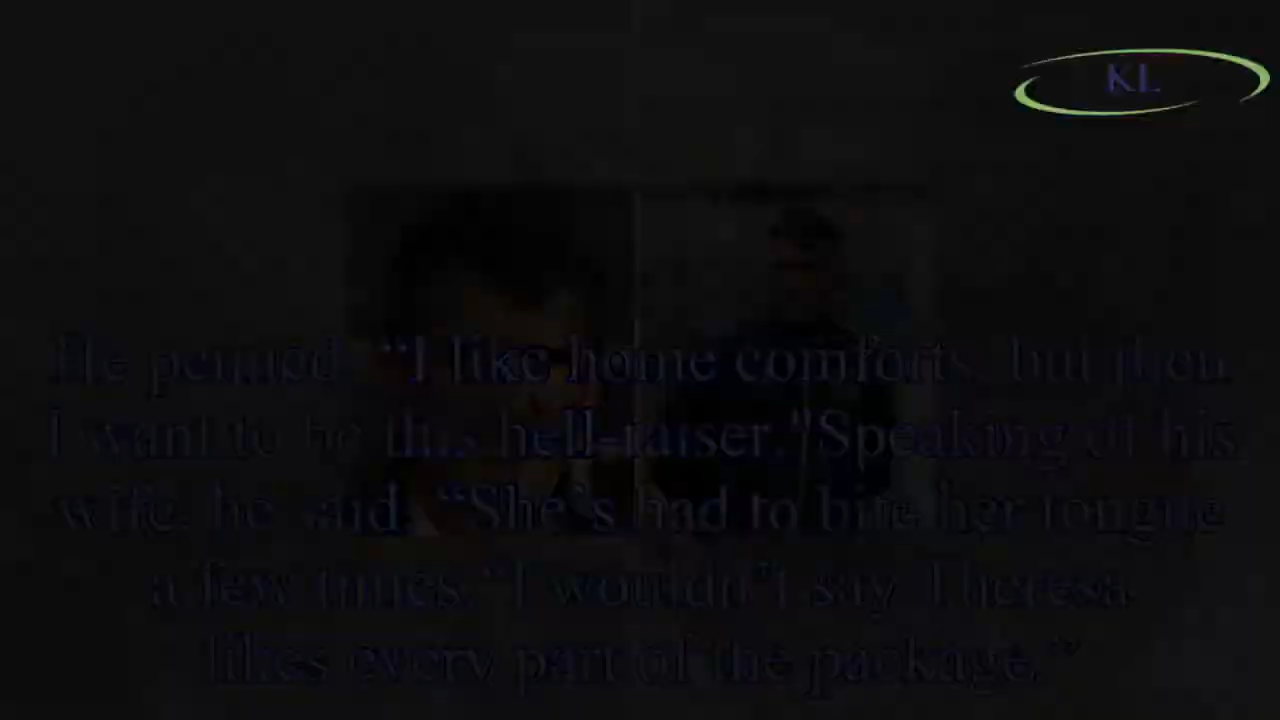 KL
He penned, “I like home comforts, but then
I want to be this hell-raiser."Speaking of his
wife, he said, “She’s had to bite her tongue
a few times. “I wouldn’t say Theresa
likes every part of the package.”